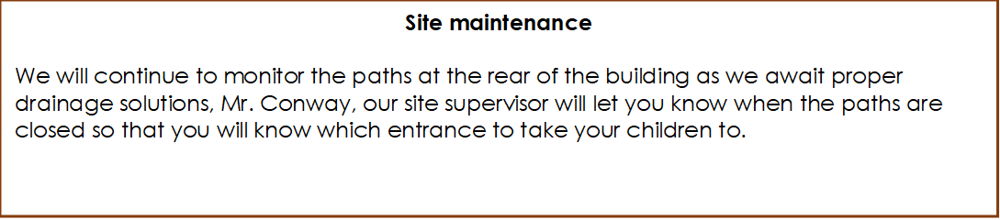 Site maintenance
We will continue to monitor the paths at the rear of the building as we await proper
drainage solutions, Mr. Conway, our site supervisor will let you know when the paths are
closed so that you will know which entrance to take your children to.